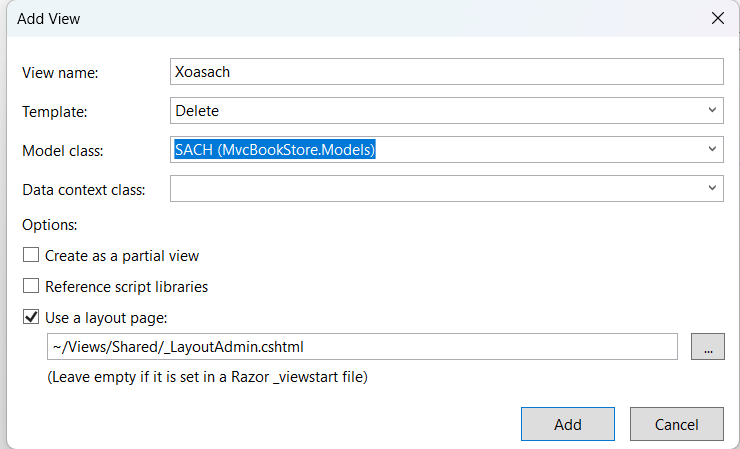 Add View
View name: Xoasach
Template: Delete
Model class: SACH (MvcBookStore.Models)
Data context class:
Options:
Create as a partial view
Reference script libraries
Use a layout page:
~/Views/Shared/_LayoutAdmin.cshtml
...
(Leave empty if it is set in a Razor _viewstart file)
Add Cancel